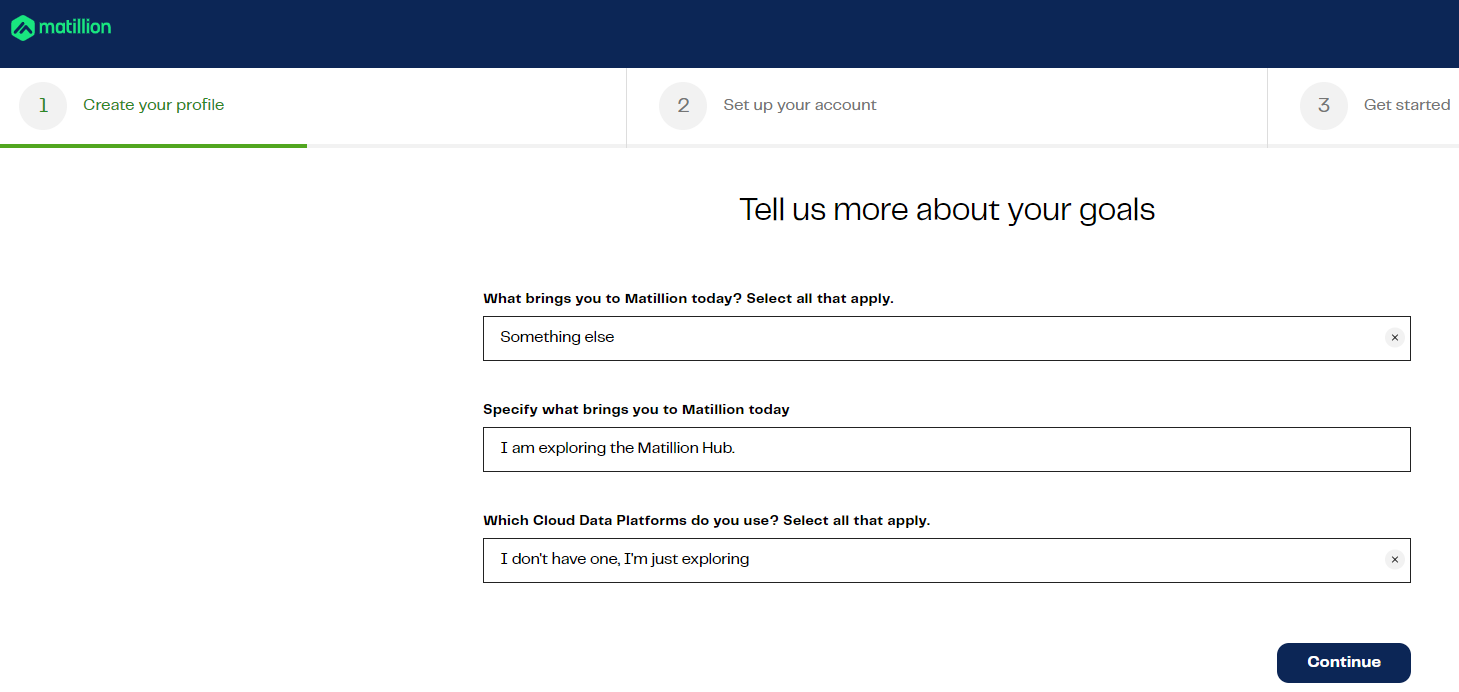 matillion
1 Create your profile
2 Set up your account
3 Get started
Tell us more about your goals
What brings you to Matillion today? Select all that apply.
Something else
Specify what brings you to Matillion today
I am exploring the Matillion Hub.
Which Cloud Data Platforms do you use? Select all that apply.
I don't have one, I'm just exploring
Continue